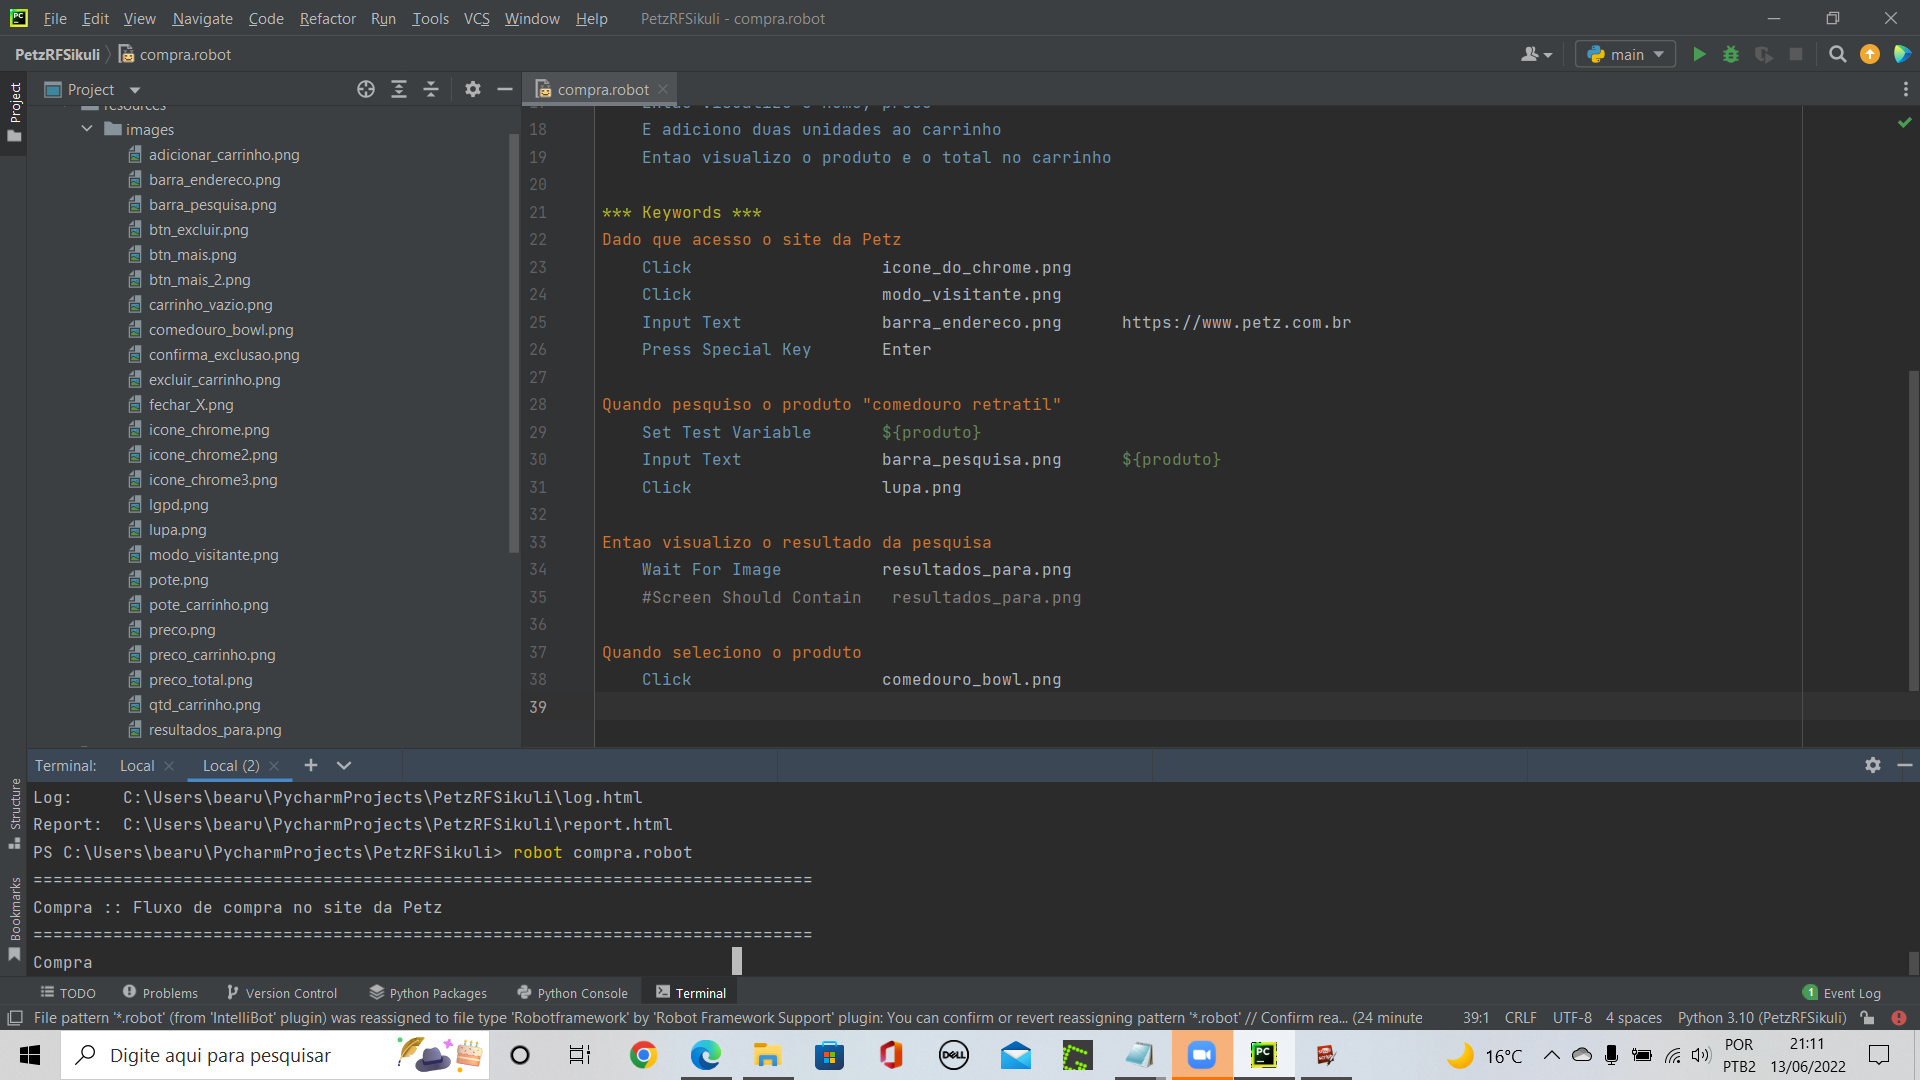 File Edit View Navigate Code Refactor Run Tools VCS Window Help PetzRFSikuli - compra.robot
PetzRFSikuli compra.robot main
Project
Project
compra.robot
resources
images
adicionar_carrinho.png
barra_endereco.png
barra_pesquisa.png
btn_excluir.png
btn_mais.png
btn_mais_2.png
carrinho_vazio.png
comedouro_bowl.png
confirma_exclusao.png
excluir_carrinho.png
fechar_X.png
icone_chrome.png
icone_chrome2.png
icone_chrome3.png
lgpd.png
lupa.png
modo_visitante.png
pote.png
pote_carrinho.png
preco.png
preco_carrinho.png
preco_total.png
qtd_carrinho.png
resultados_para.png
18 E adiciono duas unidades ao carrinho
19 Entao visualizo o produto e o total no carrinho
20
21 *** Keywords ***
22 Dado que acesso o site da Petz
23 Click icone_do_chrome.png
24 Click modo_visitante.png
25 Input Text barra_endereco.png https://www.petz.com.br
26 Press Special Key Enter
27
28 Quando pesquiso o produto "comedouro retratil"
29 Set Test Variable ${produto}
30 Input Text barra_pesquisa.png ${produto}
31 Click lupa.png
32
33 Entao visualizo o resultado da pesquisa
34 Wait For Image resultados_para.png
35 #Screen Should Contain resultados_para.png
36
37 Quando seleciono o produto
38 Click comedouro_bowl.png
39
Terminal: Local Local (2)
Log: C:\Users\bearu\PycharmProjects\PetzRFSikuli\log.html
Report: C:\Users\bearu\PycharmProjects\PetzRFSikuli\report.html
PS C:\Users\bearu\PycharmProjects\PetzRFSikuli> robot compra.robot
==============================================================================
Compra :: Fluxo de compra no site da Petz
==============================================================================
Compra
Structure
Bookmarks
TODO Problems Version Control Python Packages Python Console Terminal 1 Event Log
File pattern '*.robot' (from 'IntelliBot' plugin) was reassigned to file type 'Robotframework' by 'Robot Framework Support' plugin: You can confirm or revert reassigning pattern '*.robot' // Confirm rea... (24 minute 39:1 CRLF UTF-8 4 spaces Python 3.10 (PetzRFSikuli)
Digite aqui para pesquisar
DELL
PC
16°C
POR
PTB2
21:11
13/06/2022